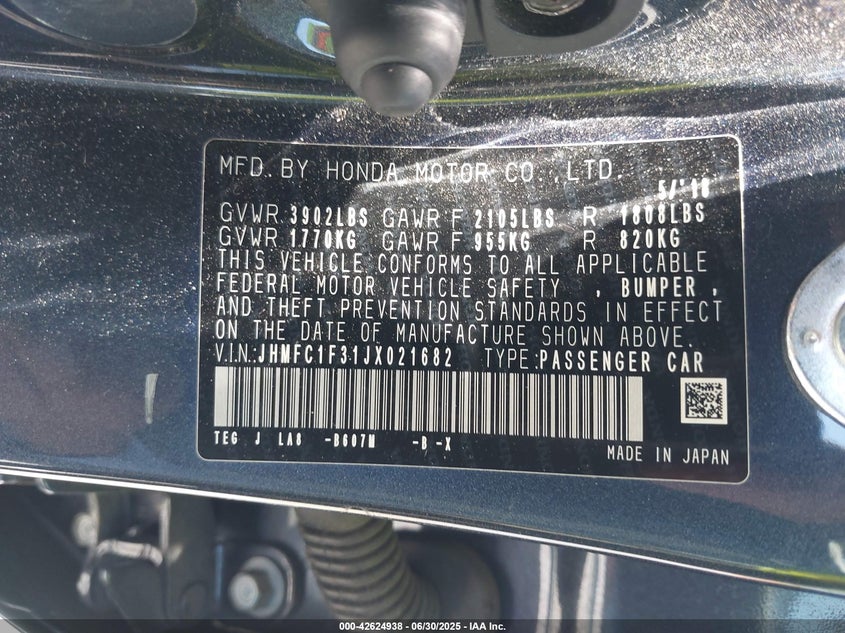 MFD. BY HONDA MOTOR CO.,LTD. 5/'18
GVWR 3902LBS GAWR F 2105LBS R 1808LBS
GVWR 1770KG GAWR F 955KG R 820KG
THIS VEHICLE CONFORMS TO ALL APPLICABLE
FEDERAL MOTOR VEHICLE SAFETY , BUMPER ,
AND THEFT PREVENTION STANDARDS IN EFFECT
ON THE DATE OF MANUFACTURE SHOWN ABOVE.
V.I.N: JHMFC1F31JX021682 TYPE:PASSENGER CAR
TEG J LA8 -B607M -B -X
MADE IN JAPAN
000-42624938 - 06/30/2025 - IAA Inc.